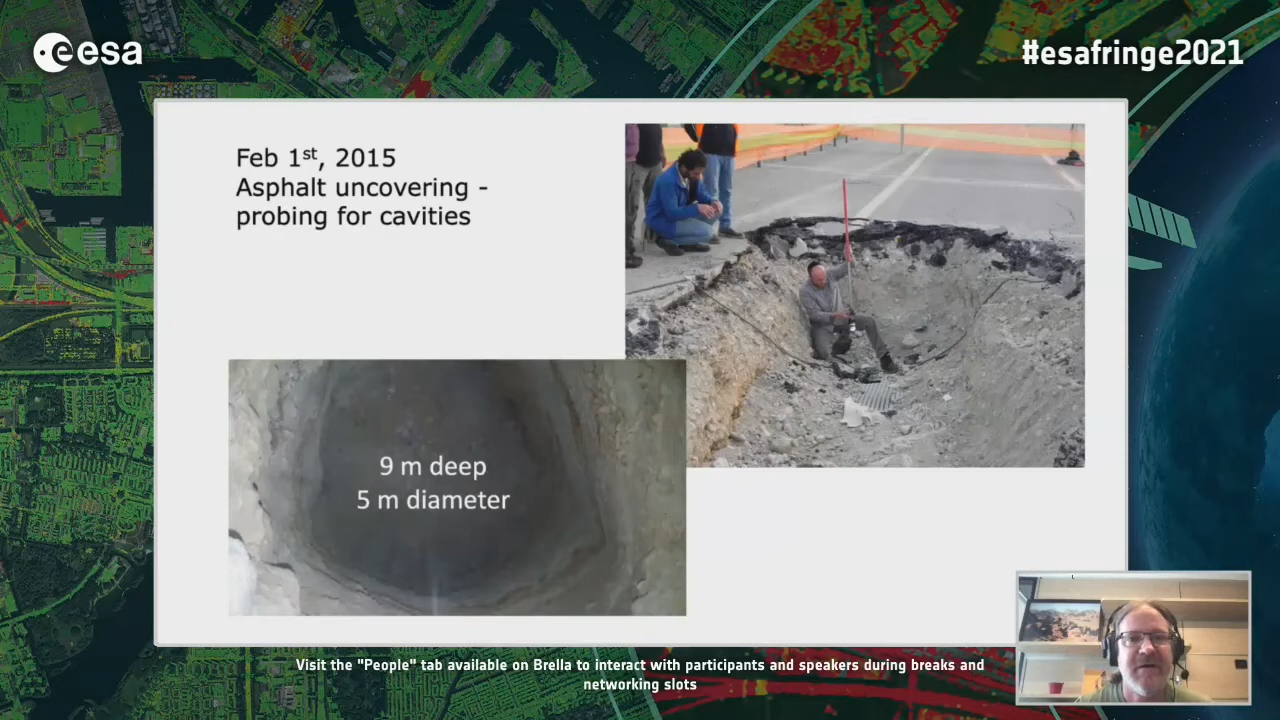 esa
#esafringe2021
Feb 1st, 2015
Asphalt uncovering -
probing for cavities
9 m deep
5 m diameter
Visit the "People" tab available on Brella to interact with participants and speakers during breaks and
networking slots